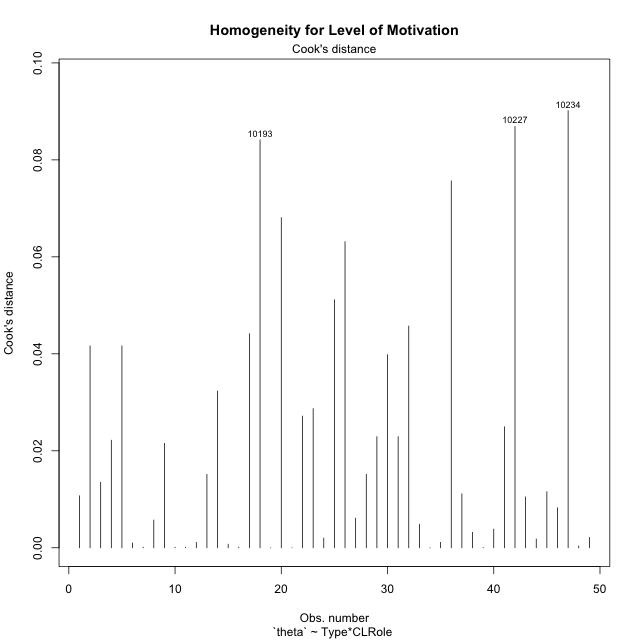 Homogeneity for Level of Motivation
Cook's distance
0.10
0.08
0.06
0.04
0.02
0.00
Cook's distance
10193
10227
10234
0 10 20 30 40 50
Obs. number
`theta` ~ Type*CLRole